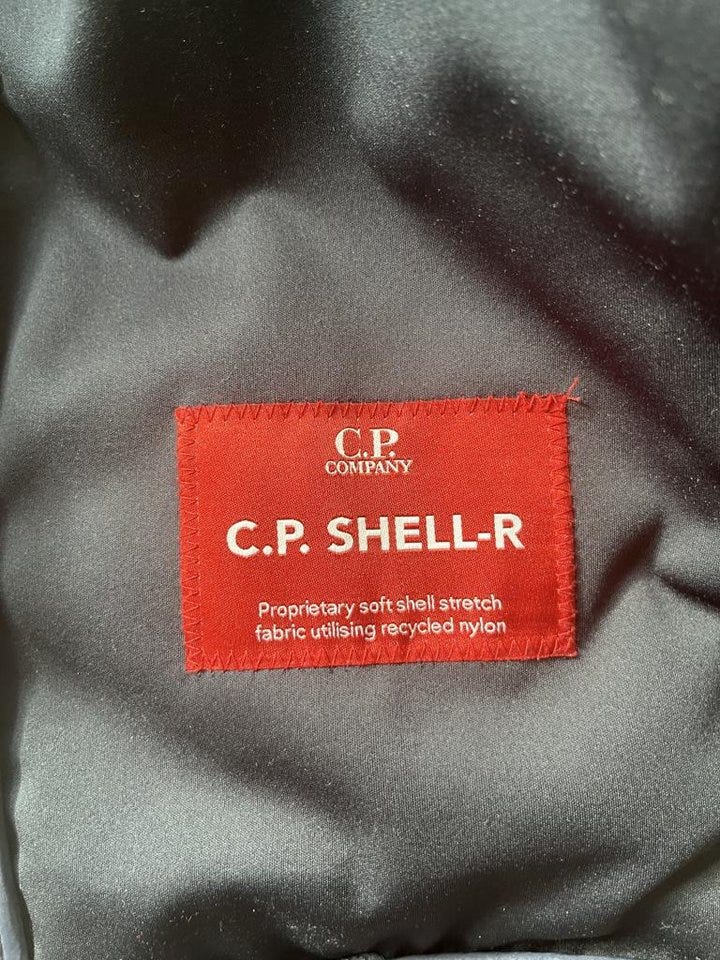 C.P.
COMPANY
C.P. SHELL-R
Proprietary soft shell stretch
fabric utilising recycled nylon